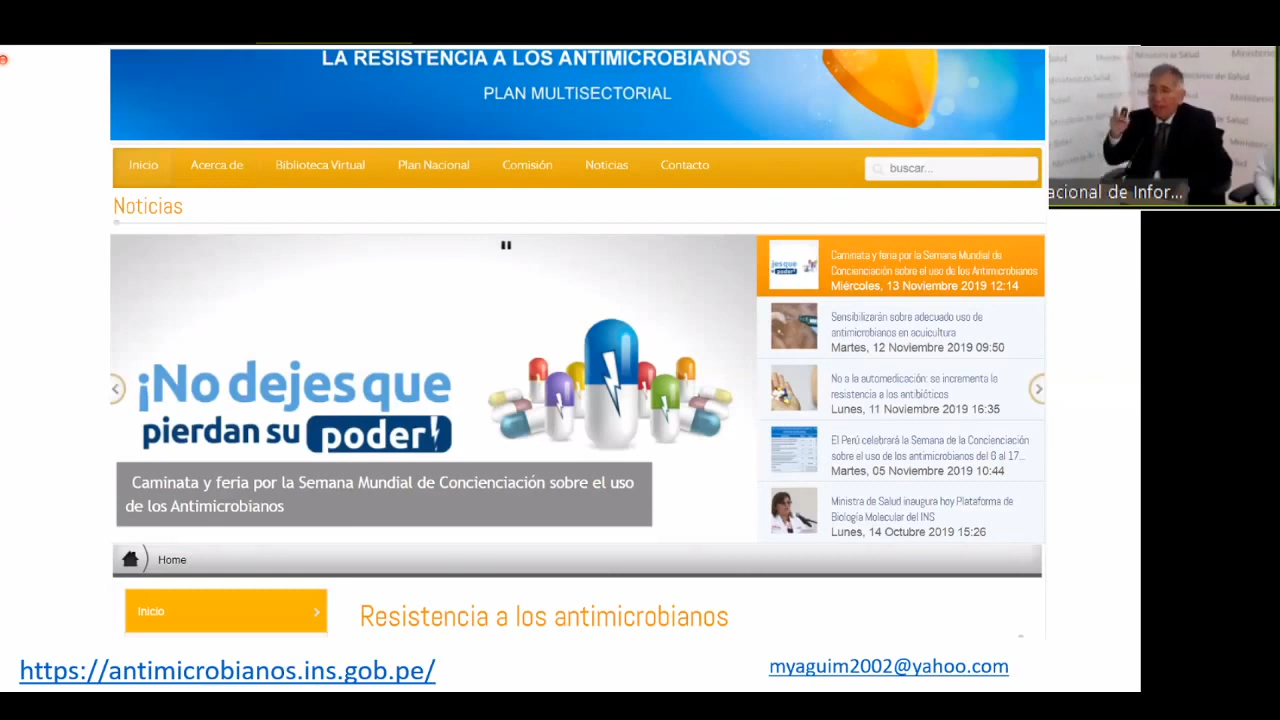 LA RESISTENCIA A LOS ANTIMICROBIANOS
PLAN MULTISECTORIAL
Inicio Acerca de Biblioteca Virtual Plan Nacional Comisión Noticias Contacto buscar...
Noticias
¡No dejes que
pierdan su poder!
Caminata y feria por la Semana Mundial de Concienciación sobre el uso
de los Antimicrobianos
jes que
poder!
Caminata y feria por la Semana Mundial de
Concienciación sobre el uso de los Antimicrobianos
Miércoles, 13 Noviembre 2019 12:14
Sensibilizarán sobre adecuado uso de
antimicrobianos en acuicultura
Martes, 12 Noviembre 2019 09:50
No a la automedicación: se incrementa la
resistencia a los antibióticos
Lunes, 11 Noviembre 2019 16:35
El Perú celebrará la Semana de la Concienciación
sobre el uso de los antimicrobianos del 6 al 17...
Martes, 05 Noviembre 2019 10:44
Ministra de Salud inaugura hoy Plataforma de
Biología Molecular del INS
Lunes, 14 Octubre 2019 15:26
Home
Inicio
Resistencia a los antimicrobianos
https://antimicrobianos.ins.gob.pe/
myaguim2002@yahoo.com
acional de Infor...